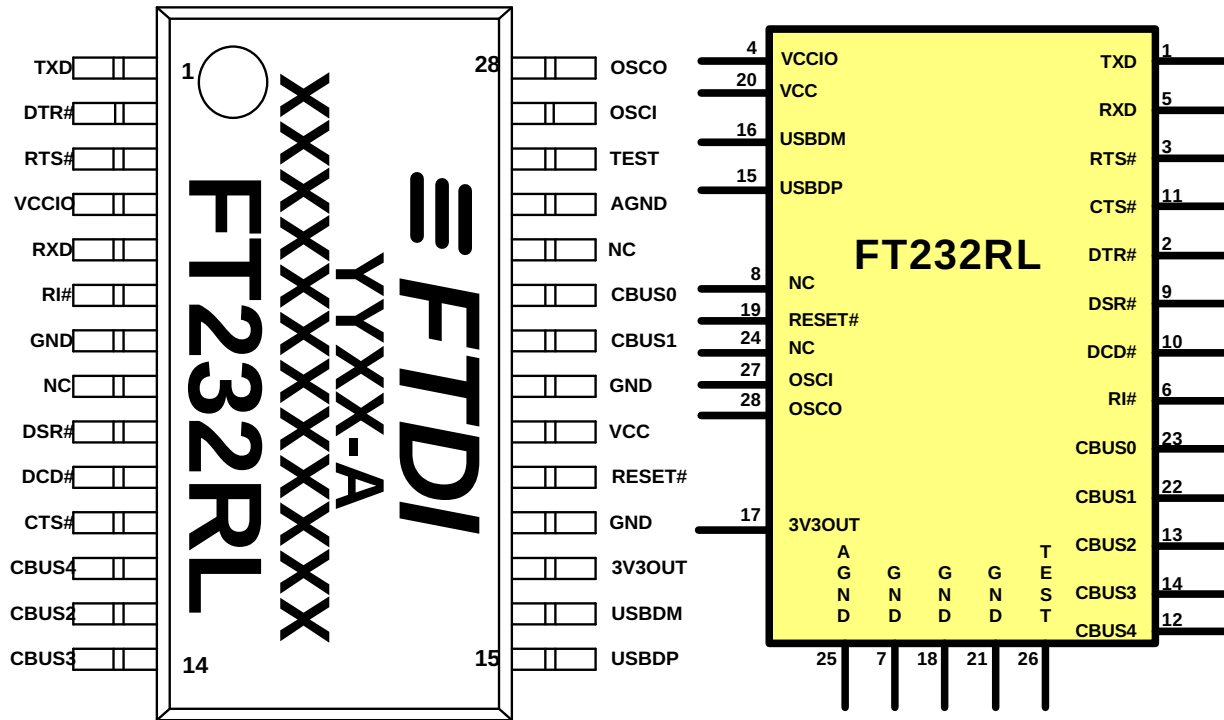 TXD
DTR#
RTS#
VCCIO
RXD
RI#
GND
NC
DSR#
DCD#
CTS#
CBUS4
CBUS2
CBUS3
1
14
28
15
FTDI
YYXX-A
XXXXXXXXXXXX
FT232RL
OSCO
OSCI
TEST
AGND
NC
CBUS0
CBUS1
GND
VCC
RESET#
GND
3V3OUT
USBDM
USBDP
4 VCCIO
20 VCC
16 USBDM
15 USBDP
8 NC
19 RESET#
24 NC
27 OSCI
28 OSCO
17 3V3OUT
FT232RL
TXD 1
RXD 5
RTS# 3
CTS# 11
DTR# 2
DSR# 9
DCD# 10
RI# 6
CBUS0 23
CBUS1 22
CBUS2 13
CBUS3 14
CBUS4 12
AGND
GND
GND
GND
TEST
25 7 18 21 26